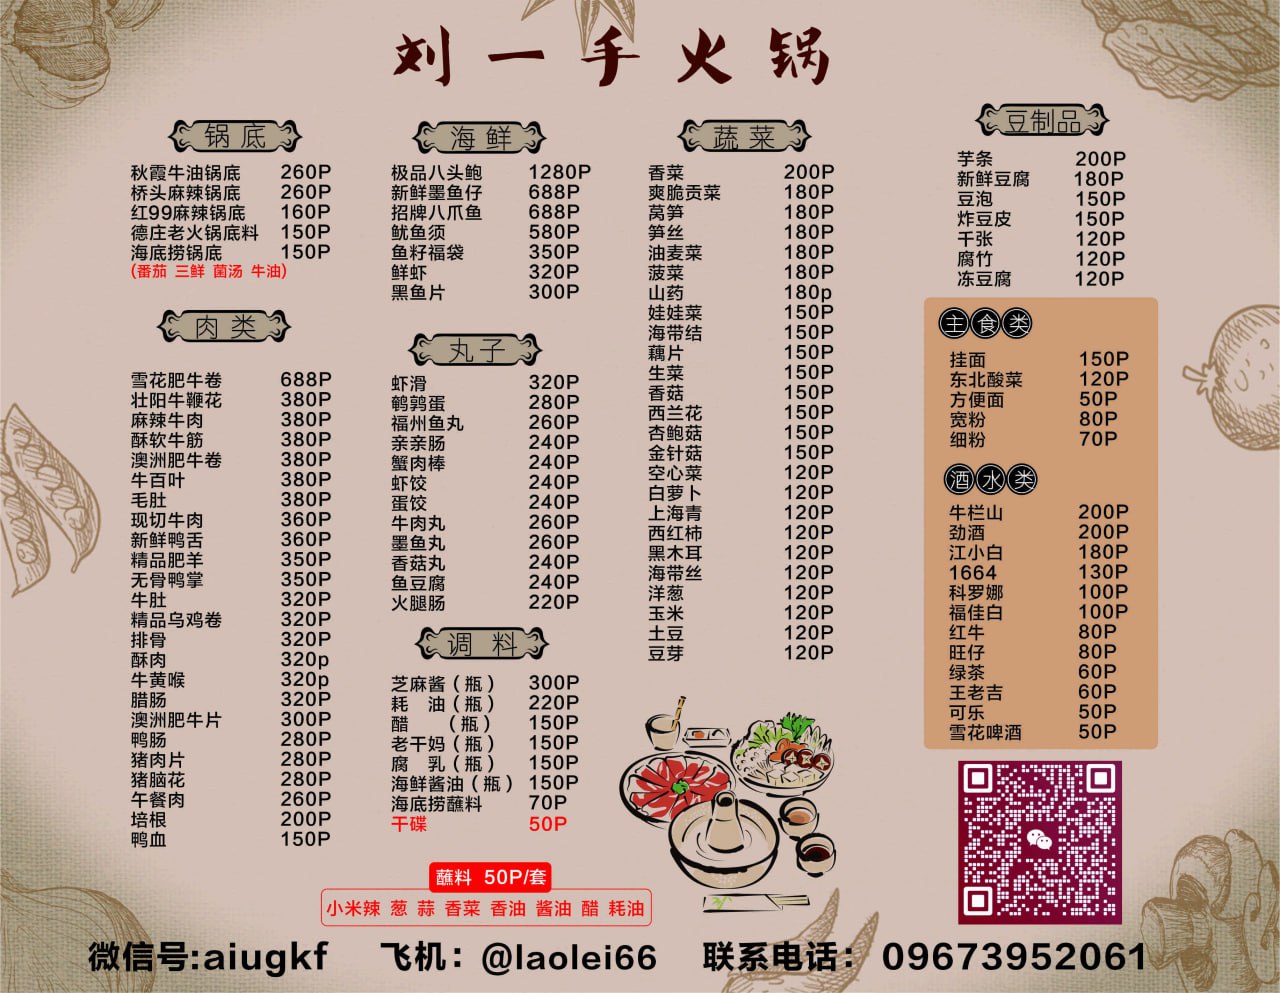 刘一手火锅
锅底
秋霞牛油锅底 260P
桥头麻辣锅底 260P
红99麻辣锅底 160P
德庄老火锅底料 150P
海底捞锅底 150P
(番茄 三鲜 菌汤 牛油)
肉类
雪花肥牛卷 688P
壮阳牛鞭花 380P
麻辣牛肉 380P
酥软牛筋 380P
澳洲肥牛卷 380P
牛百叶 380P
毛肚 380P
现切牛肉 360P
新鲜鸭舌 360P
精品肥羊 350P
无骨鸭掌 350P
牛肚 320P
精品乌鸡卷 320P
排骨 320P
酥肉 320p
牛黄喉 320p
腊肠 320P
澳洲肥牛片 300P
鸭肠 280P
猪肉片 280P
猪脑花 280P
午餐肉 260P
培根 200P
鸭血 150P
海鲜
极品八头鲍 1280P
新鲜墨鱼仔 688P
招牌八爪鱼 688P
鱿鱼须 580P
鱼籽福袋 350P
鲜虾 320P
黑鱼片 300P
丸子
虾滑 320P
鹌鹑蛋 280P
福州鱼丸 260P
亲亲肠 240P
蟹肉棒 240P
虾饺 240P
蛋饺 240P
牛肉丸 260P
墨鱼丸 260P
香菇丸 240P
鱼豆腐 240P
火腿肠 220P
调料
芝麻酱（瓶） 300P
耗 油（瓶） 220P
醋 （瓶） 150P
老干妈（瓶） 150P
腐 乳（瓶） 150P
海鲜酱油（瓶） 150P
海底捞蘸料 70P
干碟 50P
蘸料 50P/套
小米辣 葱 蒜 香菜 香油 酱油 醋 耗油
蔬菜
香菜 200P
爽脆贡菜 180P
莴笋 180P
笋丝 180P
油麦菜 180P
菠菜 180P
山药 180p
娃娃菜 150P
海带结 150P
藕片 150P
生菜 150P
香菇 150P
西兰花 150P
杏鲍菇 150P
金针菇 150P
空心菜 120P
白萝卜 120P
上海青 120P
西红柿 120P
黑木耳 120P
海带丝 120P
洋葱 120P
玉米 120P
土豆 120P
豆芽 120P
豆制品
芋条 200P
新鲜豆腐 180P
豆泡 150P
炸豆皮 150P
千张 120P
腐竹 120P
冻豆腐 120P
主食类
挂面 150P
东北酸菜 120P
方便面 50P
宽粉 80P
细粉 70P
酒水类
牛栏山 200P
劲酒 200P
江小白 180P
1664 130P
科罗娜 100P
福佳白 100P
红牛 80P
旺仔 80P
绿茶 60P
王老吉 60P
可乐 50P
雪花啤酒 50P
微信号:aiugkf 飞机：@laolei66 联系电话： 09673952061